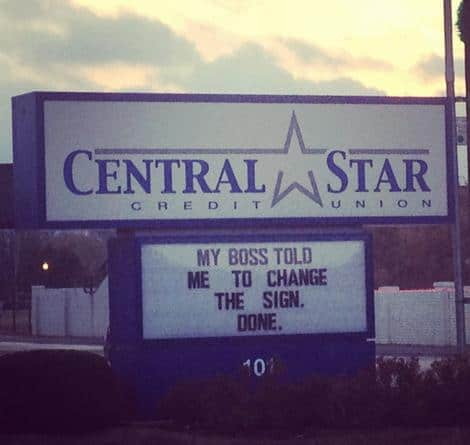 CENTRAL STAR
CREDIT UNION
MY BOSS TOLD
ME TO CHANGE
THE SIGN.
DONE.